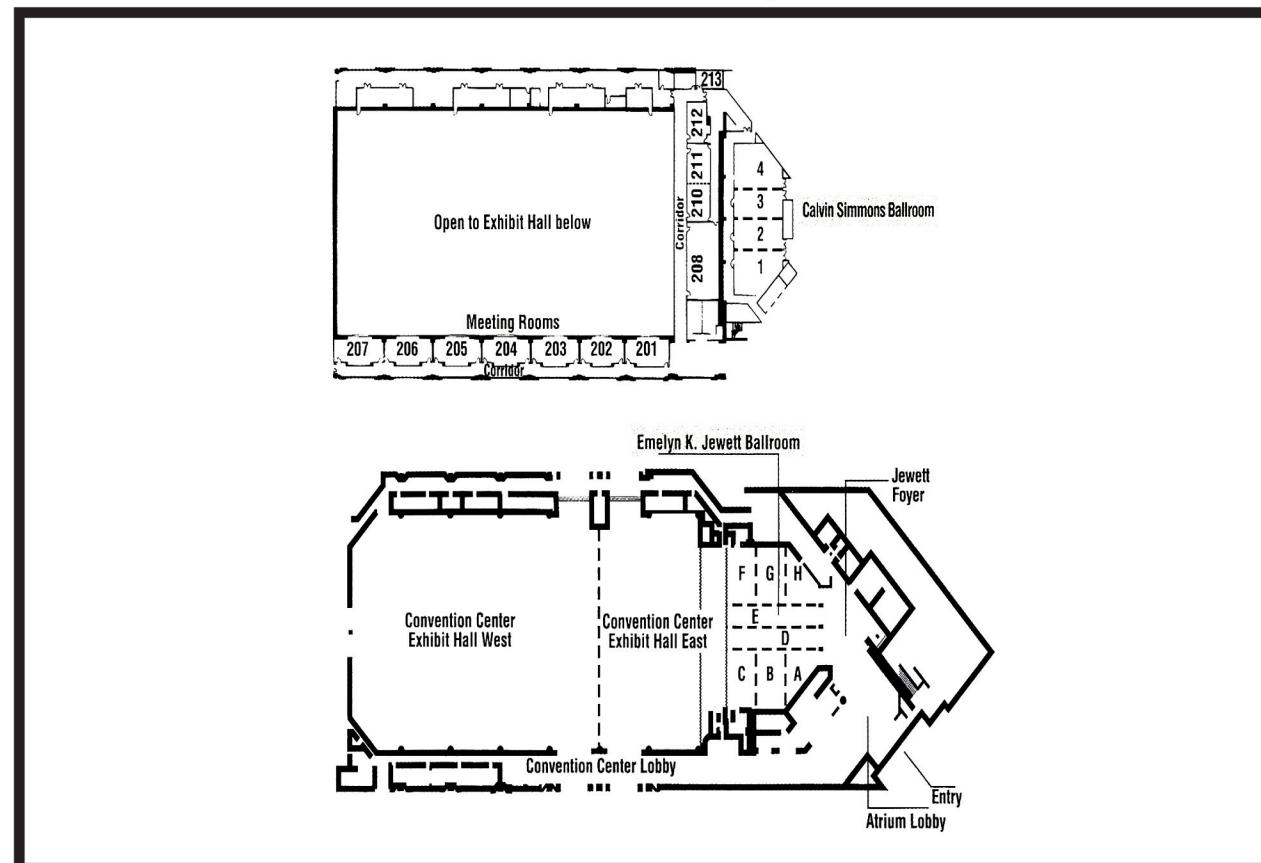 213
212
211
210
208
Corridor
4
3
2
1
Calvin Simmons Ballroom
Open to Exhibit Hall below
Meeting Rooms
207 206 205 204 203 202 201
Corridor
Emelyn K. Jewett Ballroom
Jewett
Foyer
F G H
E
D
C B A
Convention Center
Exhibit Hall West
Convention Center
Exhibit Hall East
Convention Center Lobby
Entry
Atrium Lobby